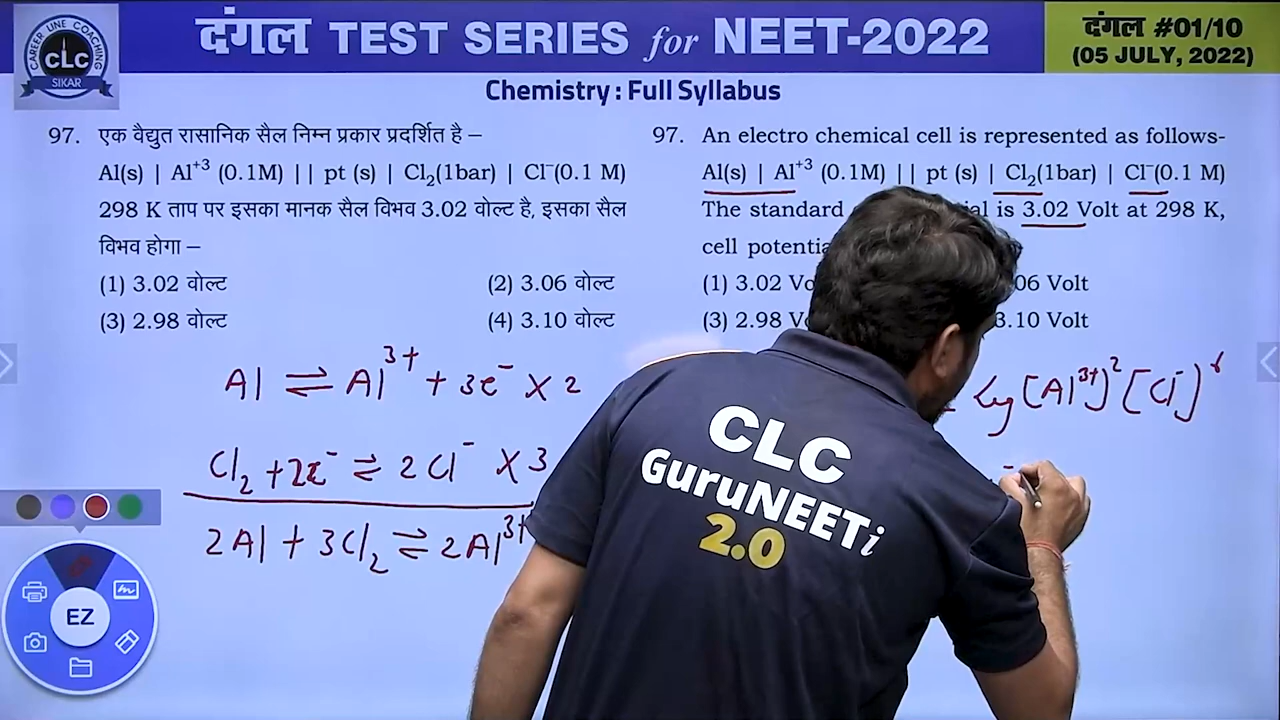 दंगल TEST SERIES for NEET-2022
दंगल #01/10
(05 JULY, 2022)
CAREER LINE COACHING
CLC
SIKAR
Chemistry : Full Syllabus
97. एक वैद्युत रासानिक सैल निम्न प्रकार प्रदर्शित है –
Al(s) | Al⁺³ (0.1M) || pt (s) | Cl₂(1bar) | Cl⁻(0.1 M)
298 K ताप पर इसका मानक सैल विभव 3.02 वोल्ट है, इसका सैल
विभव होगा –
(1) 3.02 वोल्ट (2) 3.06 वोल्ट
(3) 2.98 वोल्ट (4) 3.10 वोल्ट
97. An electro chemical cell is represented as follows-
Al(s) | Al⁺³ (0.1M) || pt (s) | Cl₂(1bar) | Cl⁻(0.1 M)
The standard ial is 3.02 Volt at 298 K,
cell potentia
(1) 3.02 Vo 06 Volt
(3) 2.98 Vo 3.10 Volt
Al ⇌ Al³⁺ + 3e⁻ X 2
Cl₂ + 2e⁻ ⇌ 2Cl⁻ X 3
2Al + 3Cl₂ ⇌ 2Al³⁺
log [Al³⁺]² [Cl⁻]⁶
CLC
GuruNEETi
2.0
EZ